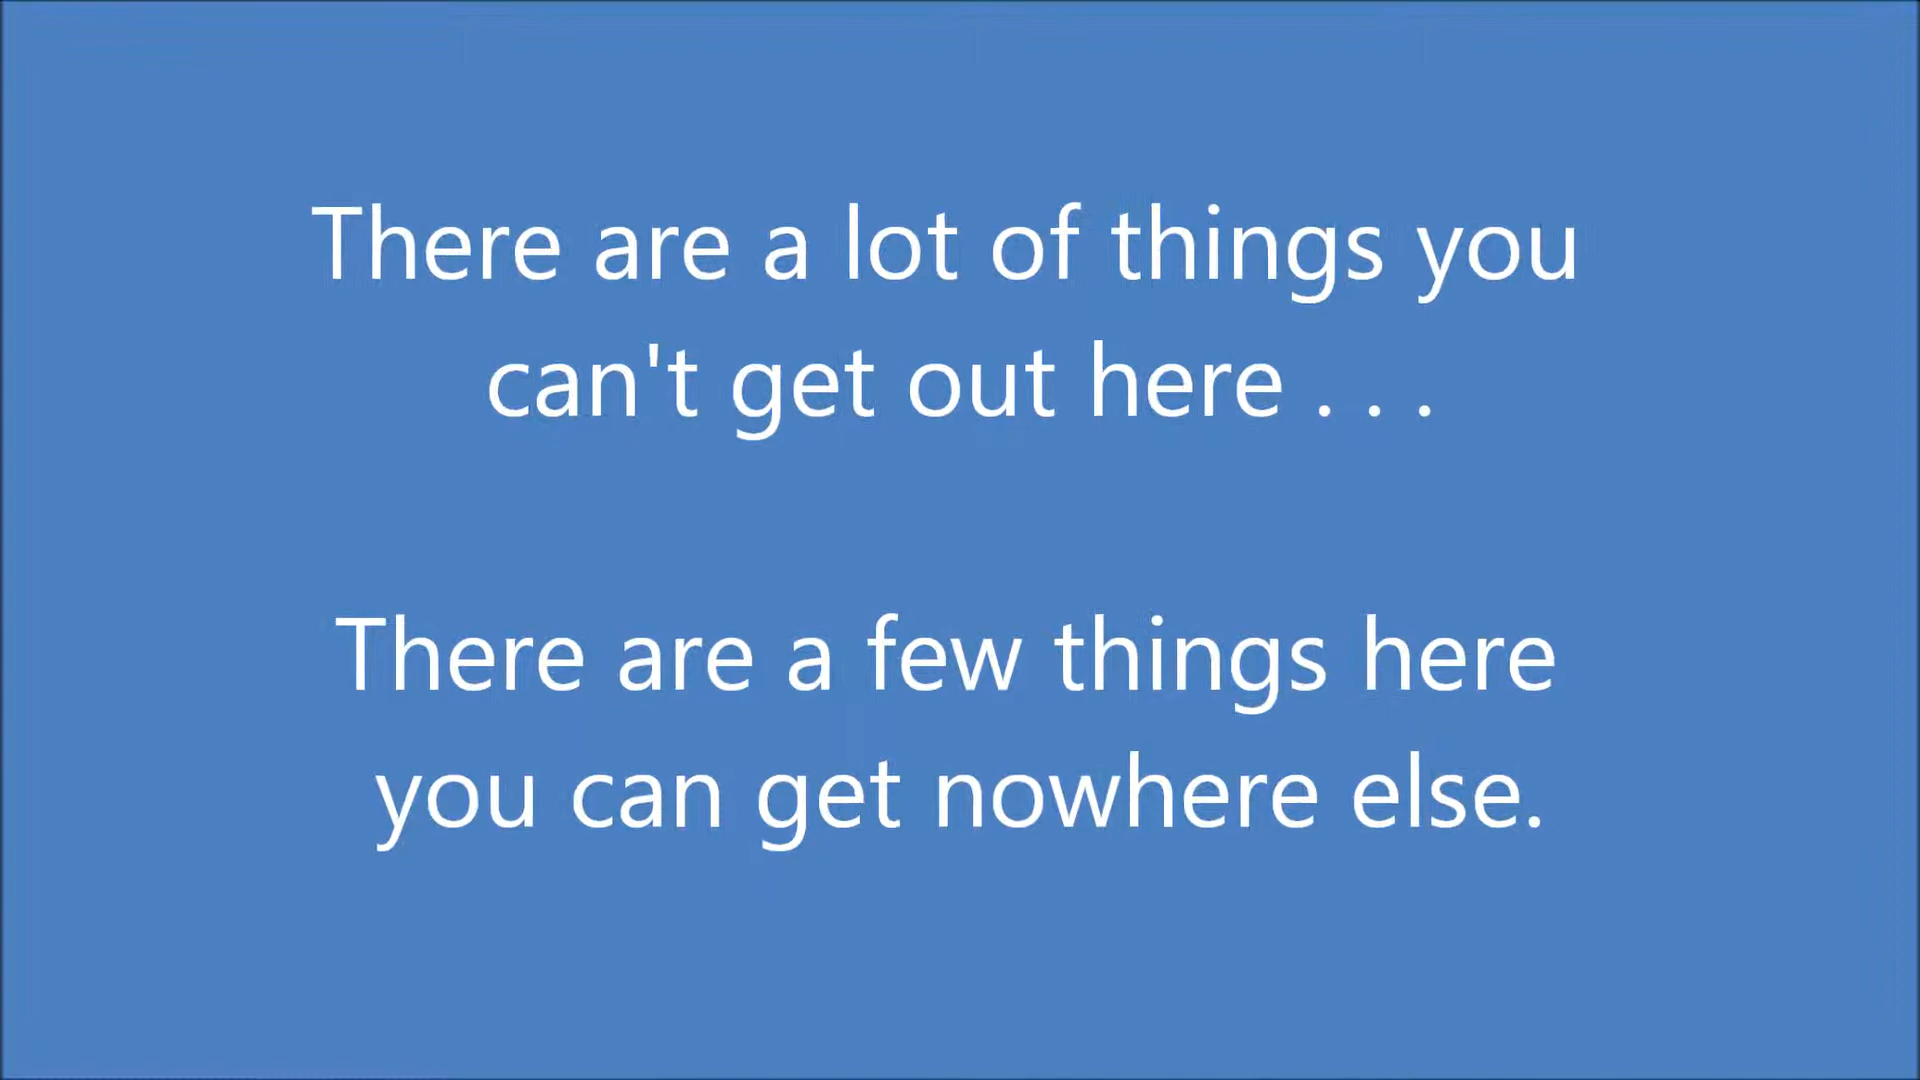 There are a lot of things you
can't get out here . . .
There are a few things here
you can get nowhere else.